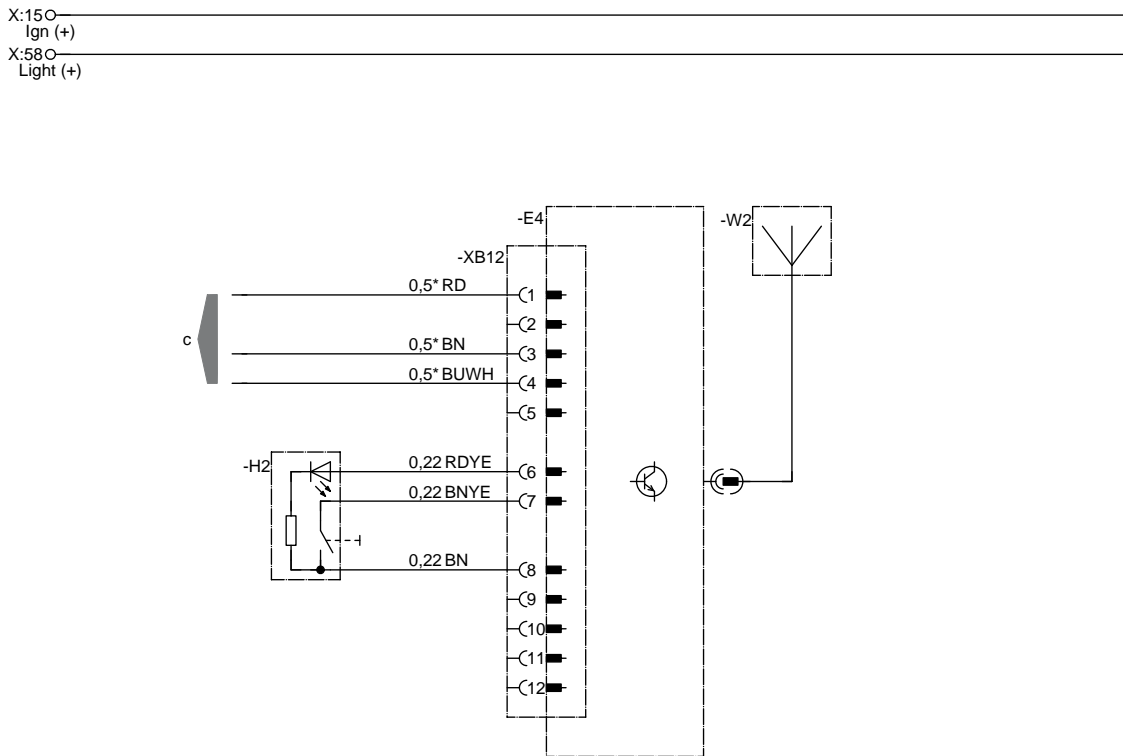 X:15
Ign (+)
X:58
Light (+)
-E4
-W2
-XB12
0,5* RD
1
2
c
0,5* BN
3
0,5* BUWH
4
5
-H2
0,22 RDYE
6
0,22 BNYE
7
0,22 BN
8
9
10
11
12